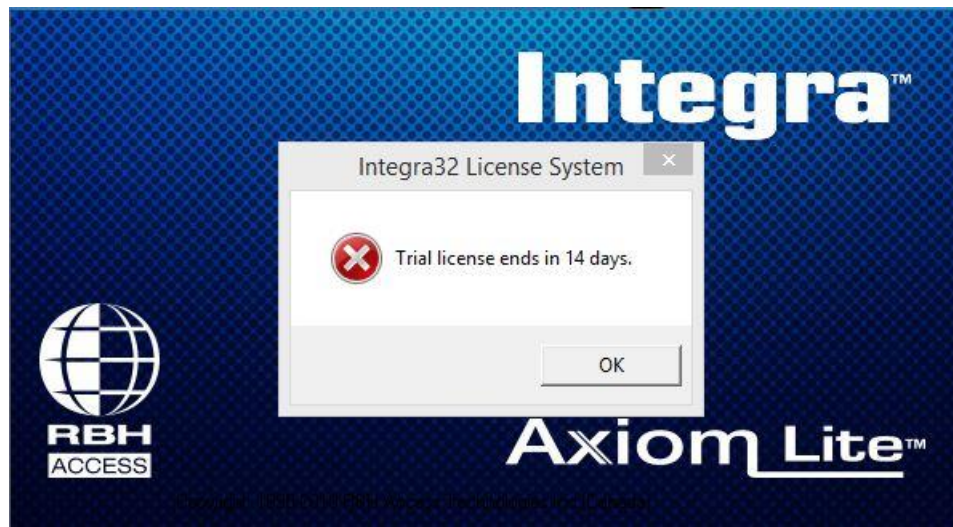 Integra™
Integra32 License System
Trial license ends in 14 days.
OK
RBH
ACCESS
Axiom Lite™